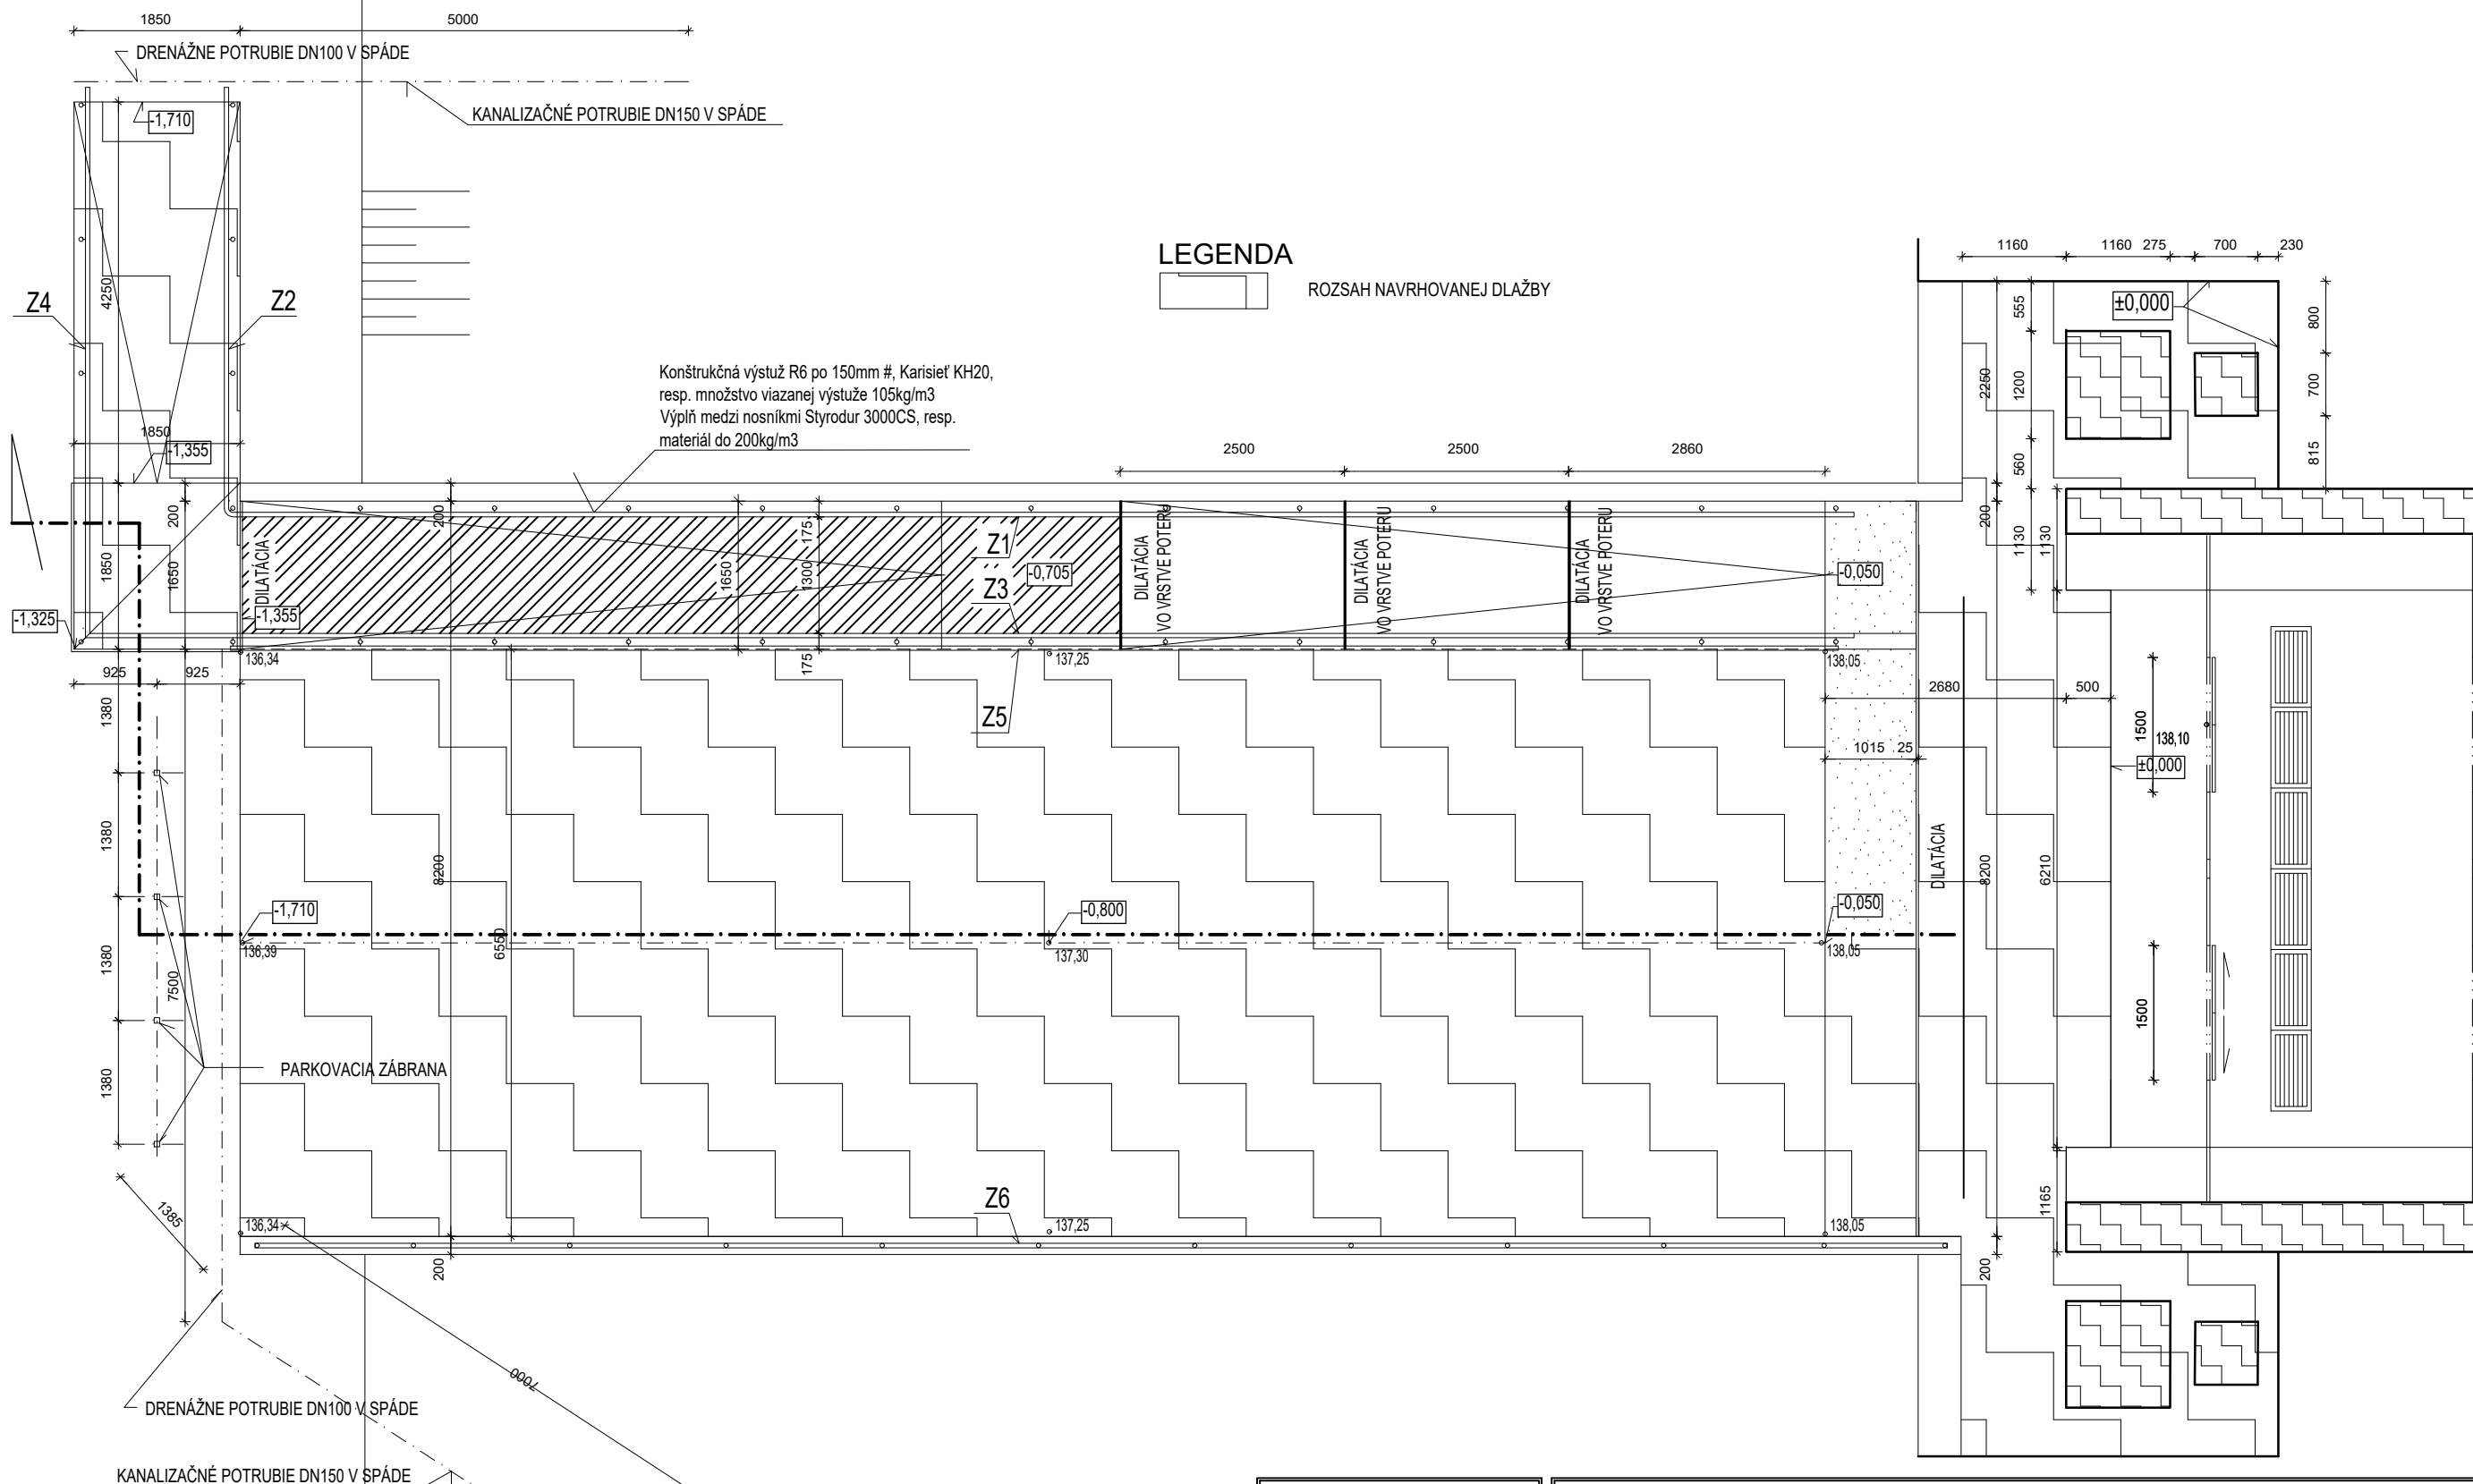 1850
5000
DRENÁŽNE POTRUBIE DN100 V SPÁDE
KANALIZAČNÉ POTRUBIE DN150 V SPÁDE
-1,710
Z4
4250
Z2
1850
-1,355
LEGENDA
ROZSAH NAVRHOVANEJ DLAŽBY
Konštrukčná výstuž R6 po 150mm #, Karisieť KH20,
resp. množstvo viazanej výstuže 105kg/m3
Výplň medzi nosníkmi Styrodur 3000CS, resp.
materiál do 200kg/m3
2500
2500
2860
1160
1160
275
700
230
±0,000
555
1200
560
2250
800
700
815
200
1850
1650
200
DILATÁCIA
-1,355
1650
175
1300
175
Z1
Z3
-0,705
DILATÁCIA
VO VRSTVE POTERU
DILATÁCIA
VO VRSTVE POTERU
DILATÁCIA
VO VRSTVE POTERU
-0,050
200
1130
1130
-1,325
925
925
136,34
137,25
138,05
Z5
2680
500
1015
25
1500
138,10
±0,000
1380
1380
1380
1380
7500
8200
6550
DILATÁCIA
8200
6210
-1,710
136,39
-0,800
137,30
-0,050
138,05
1500
PARKOVACIA ZÁBRANA
1385
136,34
137,25
138,05
Z6
1165
200
200
7000
DRENÁŽNE POTRUBIE DN100 V SPÁDE
KANALIZAČNÉ POTRUBIE DN150 V SPÁDE